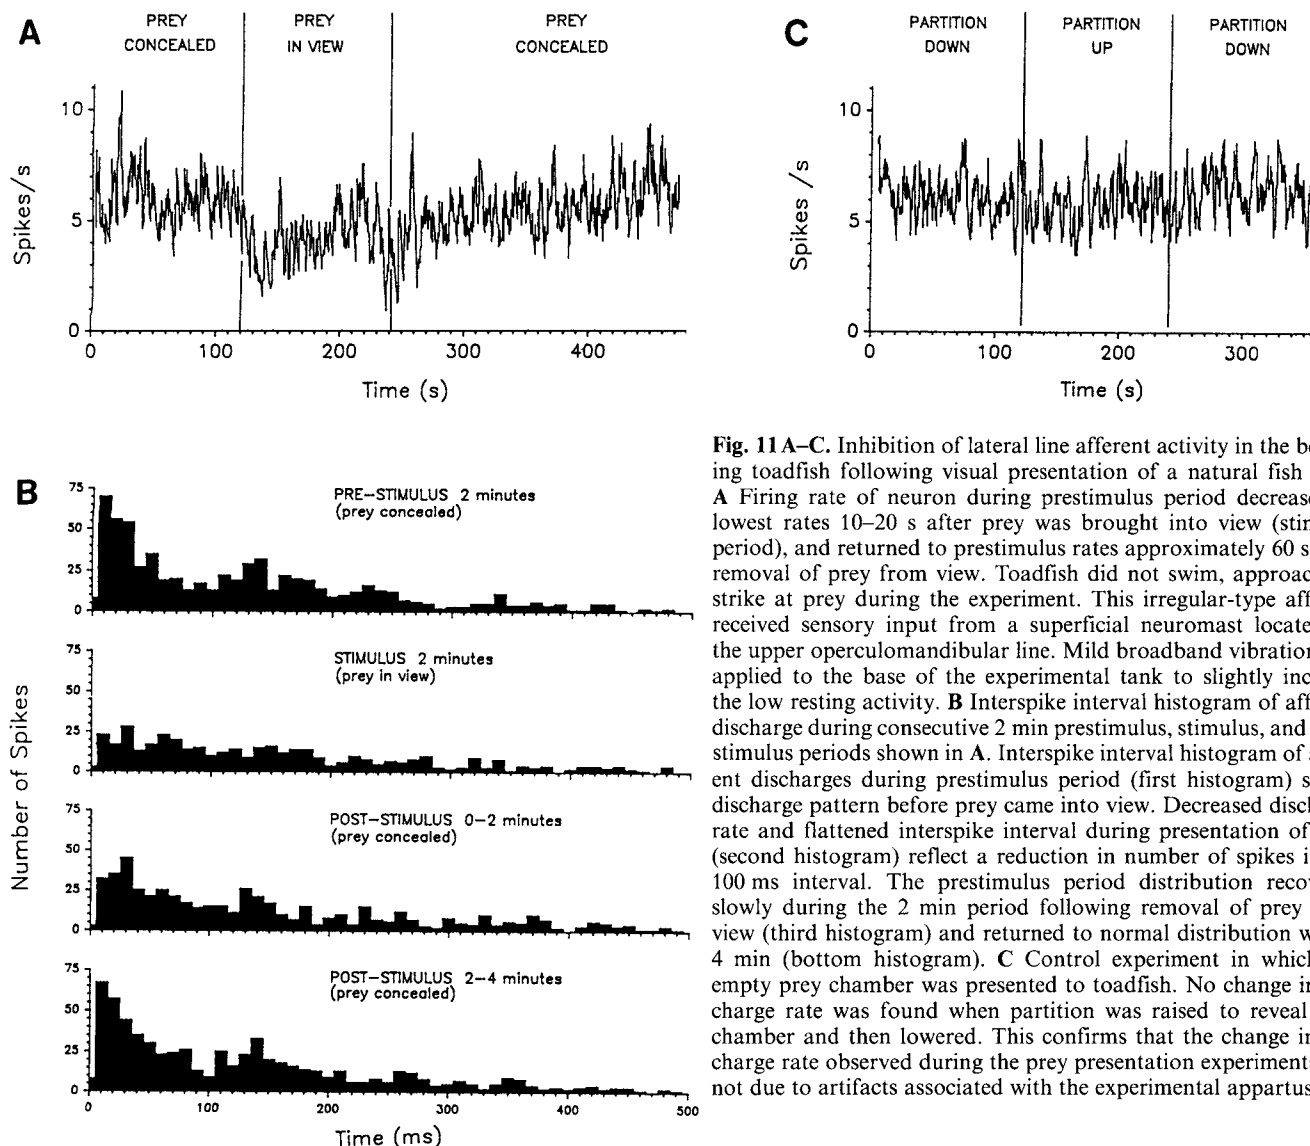 A
PREY CONCEALED
PREY IN VIEW
PREY CONCEALED
10
5
0
Spikes/s
0 100 200 300 400
Time (s)
C
PARTITION DOWN
PARTITION UP
PARTITION DOWN
10
5
0
Spikes /s
0 100 200 300
Time (s)
B
Number of Spikes
75
50
25
0
PRE-STIMULUS 2 minutes
(prey concealed)
75
50
25
0
STIMULUS 2 minutes
(prey in view)
75
50
25
0
POST-STIMULUS 0-2 minutes
(prey concealed)
75
50
25
0
POST-STIMULUS 2-4 minutes
(prey concealed)
0 100 200 300 400 500
Time (ms)
Fig. 11 A–C. Inhibition of lateral line afferent activity in the
ing toadfish following visual presentation of a natural fish
A Firing rate of neuron during prestimulus period decrease
lowest rates 10–20 s after prey was brought into view
period), and returned to prestimulus rates approximately 60 s
removal of prey from view. Toadfish did not swim, approac
strike at prey during the experiment. This irregular-type aff
received sensory input from a superficial neuromast locate
the upper operculomandibular line. Mild broadband vibration
applied to the base of the experimental tank to slightly inc
the low resting activity. B Interspike interval histogram of aff
discharge during consecutive 2 min prestimulus, stimulus, and
stimulus periods shown in A. Interspike interval histogram of
ent discharges during prestimulus period (first histogram) s
discharge pattern before prey came into view. Decreased disch
rate and flattened interspike interval during presentation of
(second histogram) reflect a reduction in number of spikes i
100 ms interval. The prestimulus period distribution reco
slowly during the 2 min period following removal of prey
view (third histogram) and returned to normal distribution w
4 min (bottom histogram). C Control experiment in which
empty prey chamber was presented to toadfish. No change in
charge rate was found when partition was raised to reveal
chamber and then lowered. This confirms that the change in
charge rate observed during the prey presentation experiments
not due to artifacts associated with the experimental appartus